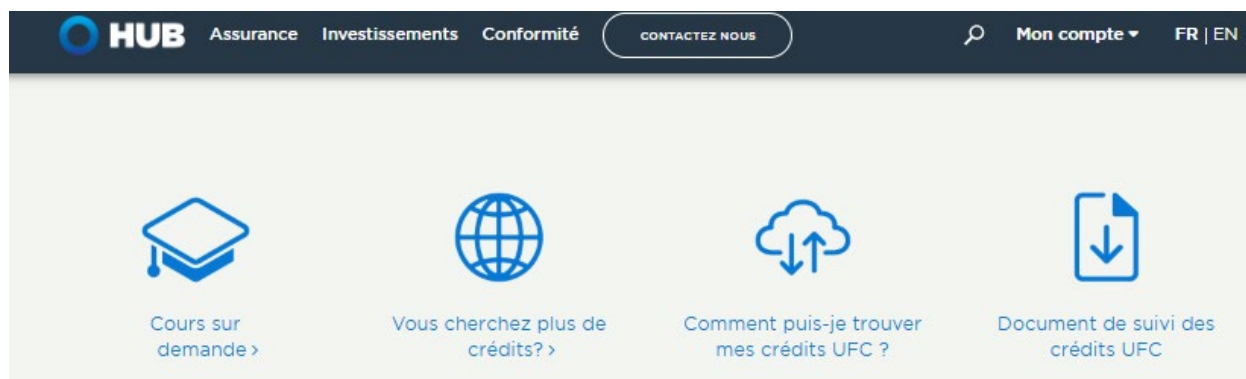 HUB Assurance Investissements Conformité CONTACTEZ NOUS Mon compte FR | EN
Cours sur demande >
Vous cherchez plus de crédits? >
Comment puis-je trouver mes crédits UFC ?
Document de suivi des crédits UFC